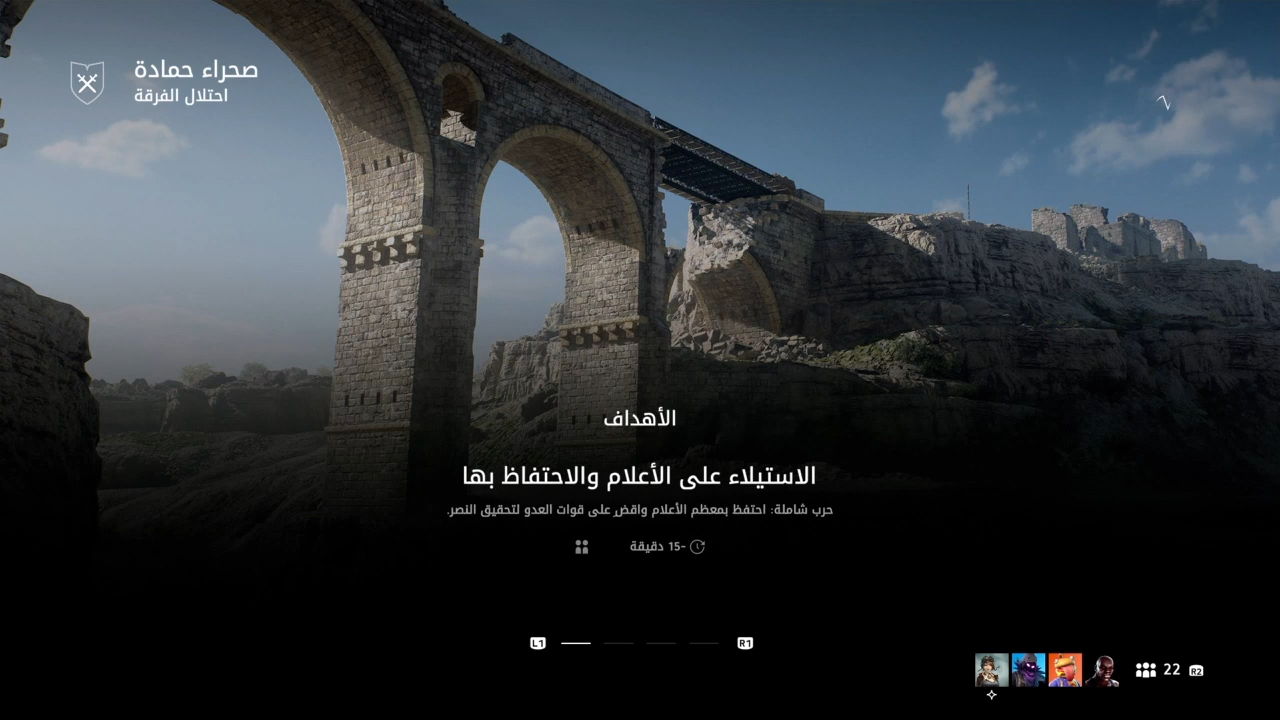 صحراء حمادة
احتلال الفرقة
الأهداف
الاستيلاء على الأعلام والاحتفاظ بها
حرب شاملة: احتفظ بمعظم الأعلام واقضِ على قوات العدو لتحقيق النصر.
-15 دقيقة
L1 R1
22 R2